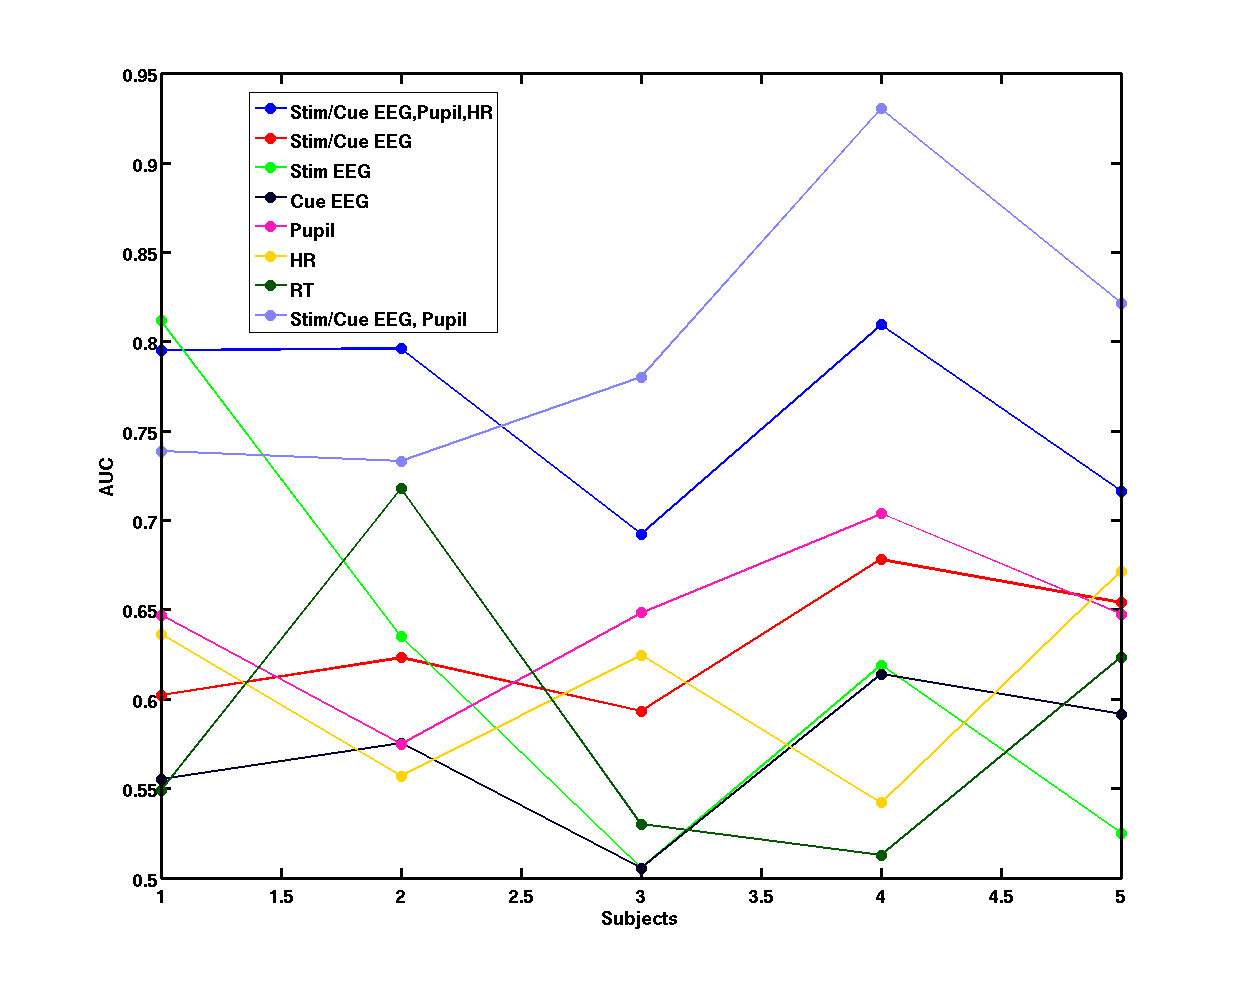 0.95
0.9
0.85
0.8
0.75
0.7
0.65
0.6
0.55
0.5
AUC
Stim/Cue EEG,Pupil,HR
Stim/Cue EEG
Stim EEG
Cue EEG
Pupil
HR
RT
Stim/Cue EEG, Pupil
1 1.5 2 2.5 3 3.5 4 4.5 5
Subjects